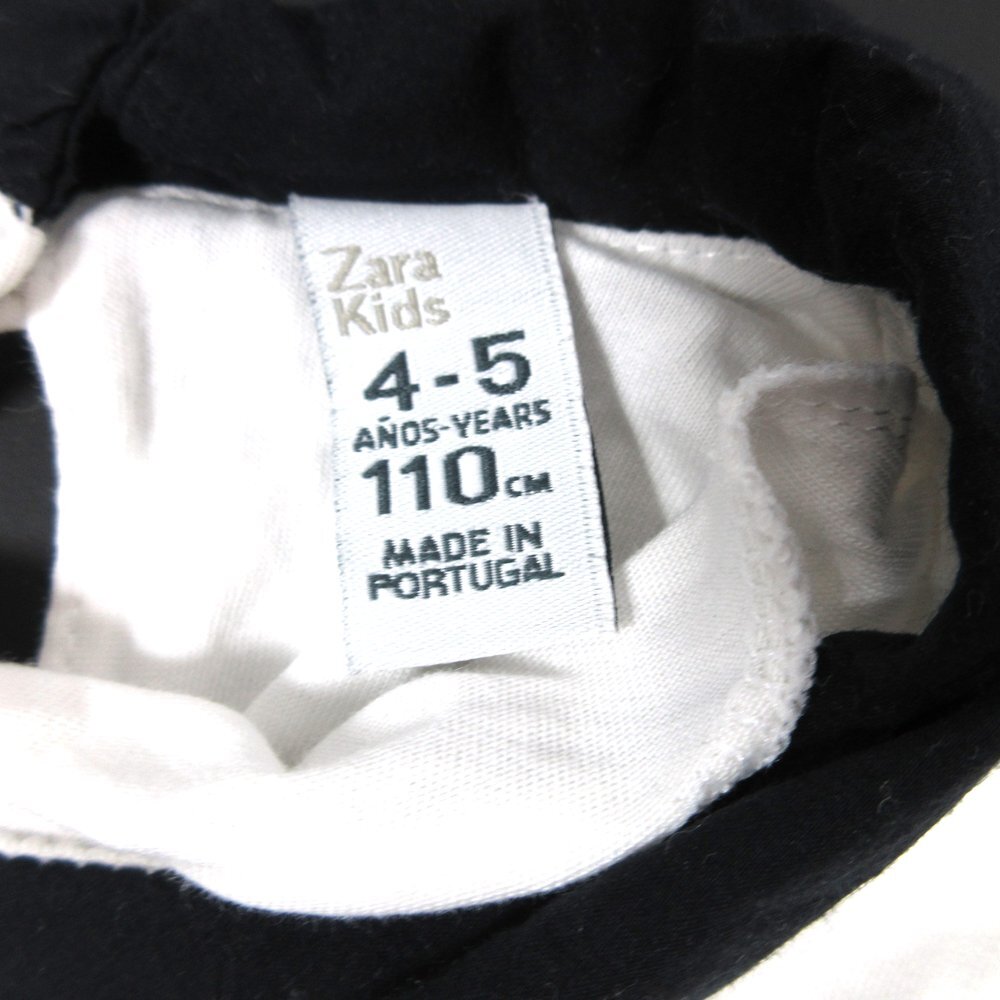 Zara
Kids
4-5
AÑOS-YEARS
110CM
MADE IN
PORTUGAL